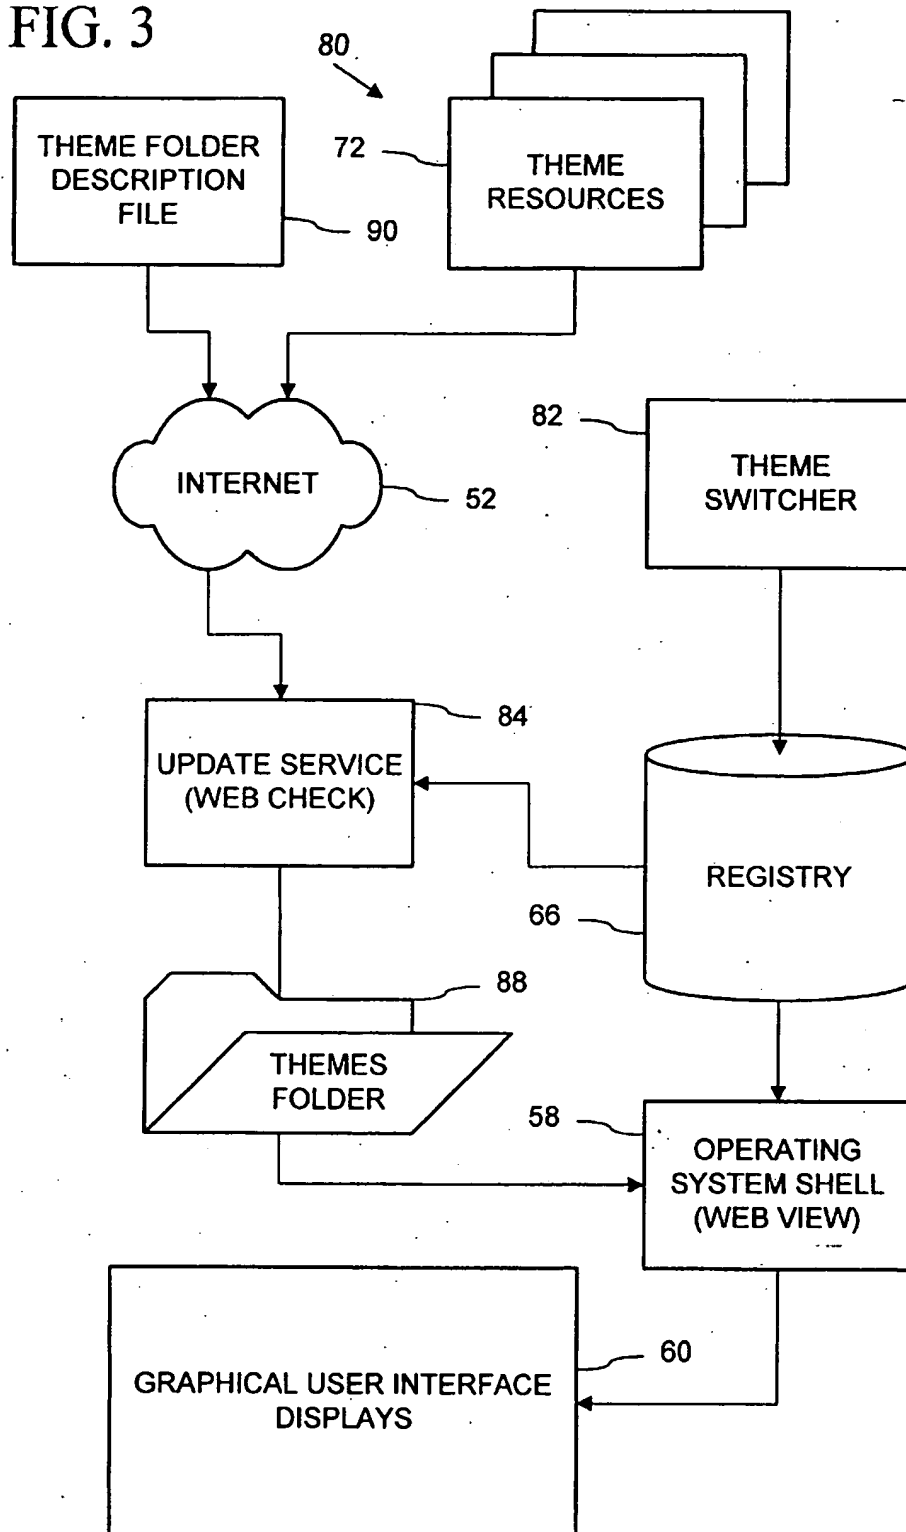 FIG. 3
80
THEME FOLDER
DESCRIPTION
FILE
90
72
THEME
RESOURCES
INTERNET
52
82
THEME
SWITCHER
84
UPDATE SERVICE
(WEB CHECK)
REGISTRY
66
88
THEMES
FOLDER
58
OPERATING
SYSTEM SHELL
(WEB VIEW)
60
GRAPHICAL USER INTERFACE
DISPLAYS